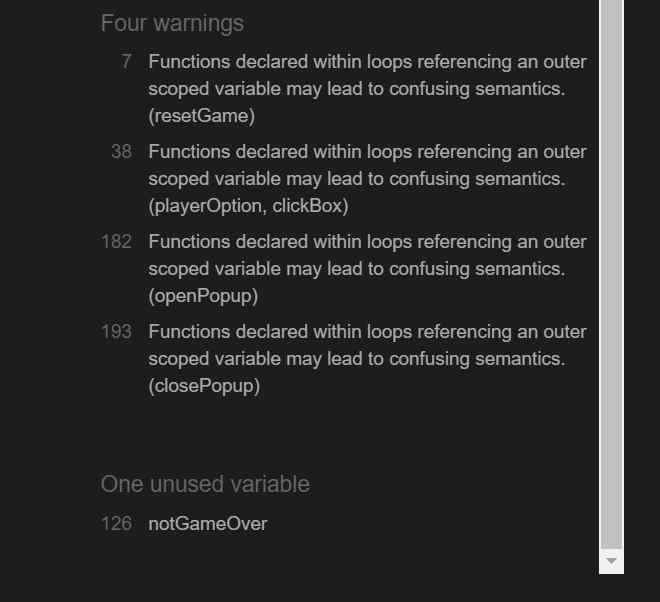 Four warnings
7 Functions declared within loops referencing an outer
scoped variable may lead to confusing semantics.
(resetGame)
38 Functions declared within loops referencing an outer
scoped variable may lead to confusing semantics.
(playerOption, clickBox)
182 Functions declared within loops referencing an outer
scoped variable may lead to confusing semantics.
(openPopup)
193 Functions declared within loops referencing an outer
scoped variable may lead to confusing semantics.
(closePopup)
One unused variable
126 notGameOver